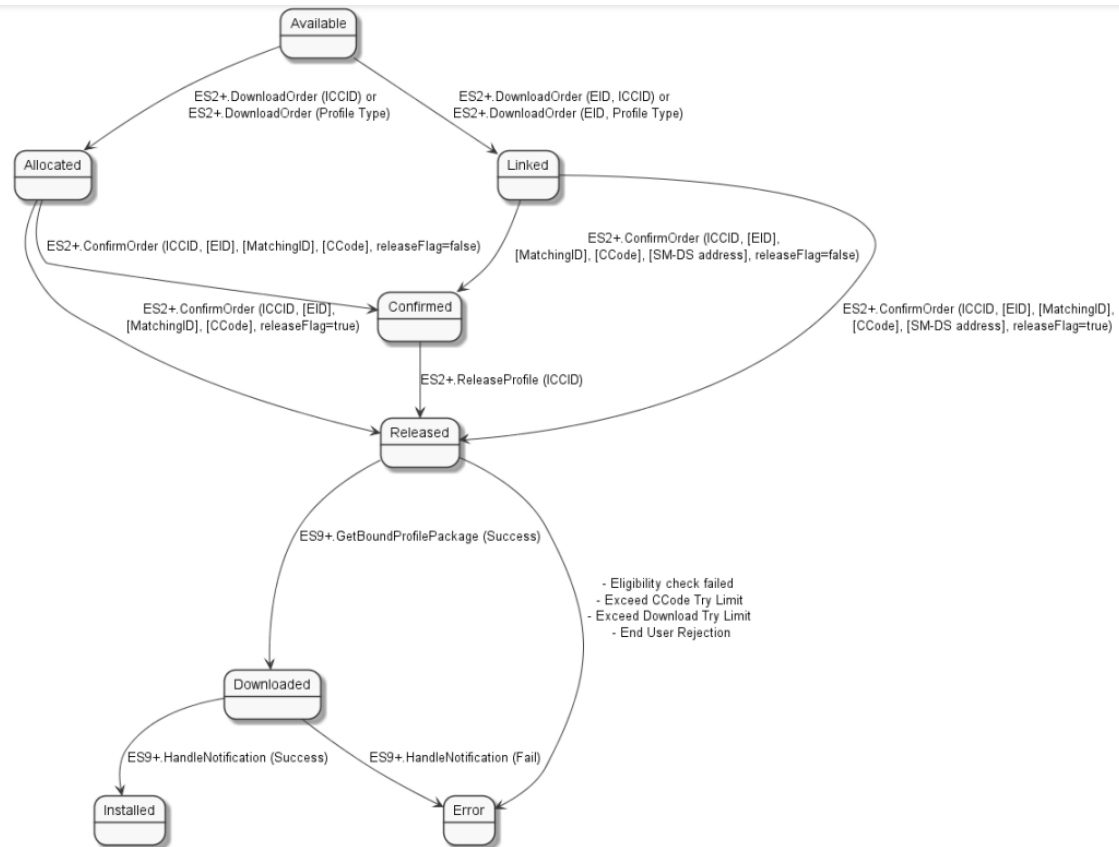 Available
ES2+.DownloadOrder (ICCID) or
ES2+.DownloadOrder (Profile Type)
ES2+.DownloadOrder (EID, ICCID) or
ES2+.DownloadOrder (EID, Profile Type)
Allocated
Linked
ES2+.ConfirmOrder (ICCID, [EID], [MatchingID], [CCode], releaseFlag=false)
ES2+.ConfirmOrder (ICCID, [EID],
[MatchingID], [CCode], [SM-DS address], releaseFlag=false)
Confirmed
ES2+.ConfirmOrder (ICCID, [EID],
[MatchingID], [CCode], releaseFlag=true)
ES2+.ConfirmOrder (ICCID, [EID], [MatchingID],
[CCode], [SM-DS address], releaseFlag=true)
ES2+.ReleaseProfile (ICCID)
Released
ES9+.GetBoundProfilePackage (Success)
- Eligibility check failed
- Exceed CCode Try Limit
- Exceed Download Try Limit
- End User Rejection
Downloaded
ES9+.HandleNotification (Success)
ES9+.HandleNotification (Fail)
Installed
Error